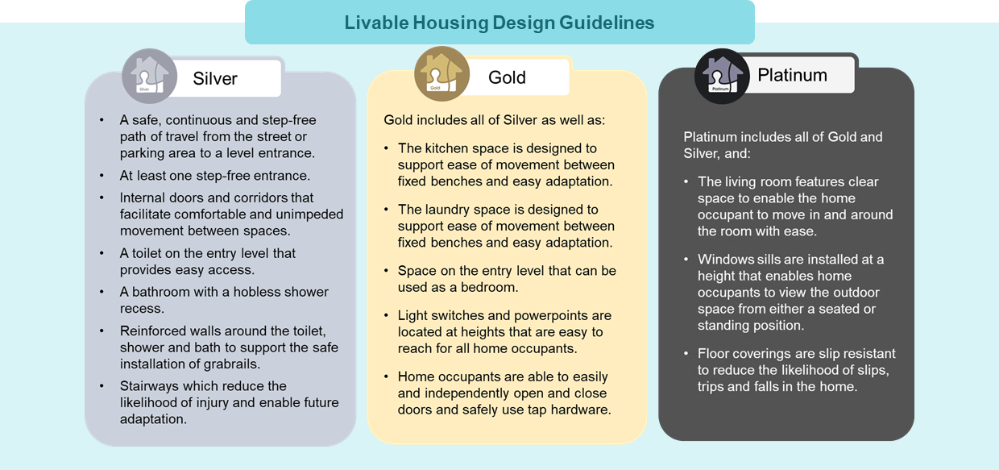 Livable Housing Design Guidelines
Silver
Silver
• A safe, continuous and step-free
path of travel from the street or
parking area to a level entrance.
• At least one step-free entrance.
• Internal doors and corridors that
facilitate comfortable and unimpeded
movement between spaces.
• A toilet on the entry level that
provides easy access.
• A bathroom with a hobless shower
recess.
• Reinforced walls around the toilet,
shower and bath to support the safe
installation of grabrails.
• Stairways which reduce the
likelihood of injury and enable future
adaptation.
Gold
Gold
Gold includes all of Silver as well as:
• The kitchen space is designed to
support ease of movement between
fixed benches and easy adaptation.
• The laundry space is designed to
support ease of movement between
fixed benches and easy adaptation.
• Space on the entry level that can be
used as a bedroom.
• Light switches and powerpoints are
located at heights that are easy to
reach for all home occupants.
• Home occupants are able to easily
and independently open and close
doors and safely use tap hardware.
Platinum
Platinum
Platinum includes all of Gold and
Silver, and:
• The living room features clear
space to enable the home
occupant to move in and around
the room with ease.
• Windows sills are installed at a
height that enables home
occupants to view the outdoor
space from either a seated or
standing position.
• Floor coverings are slip resistant
to reduce the likelihood of slips,
trips and falls in the home.